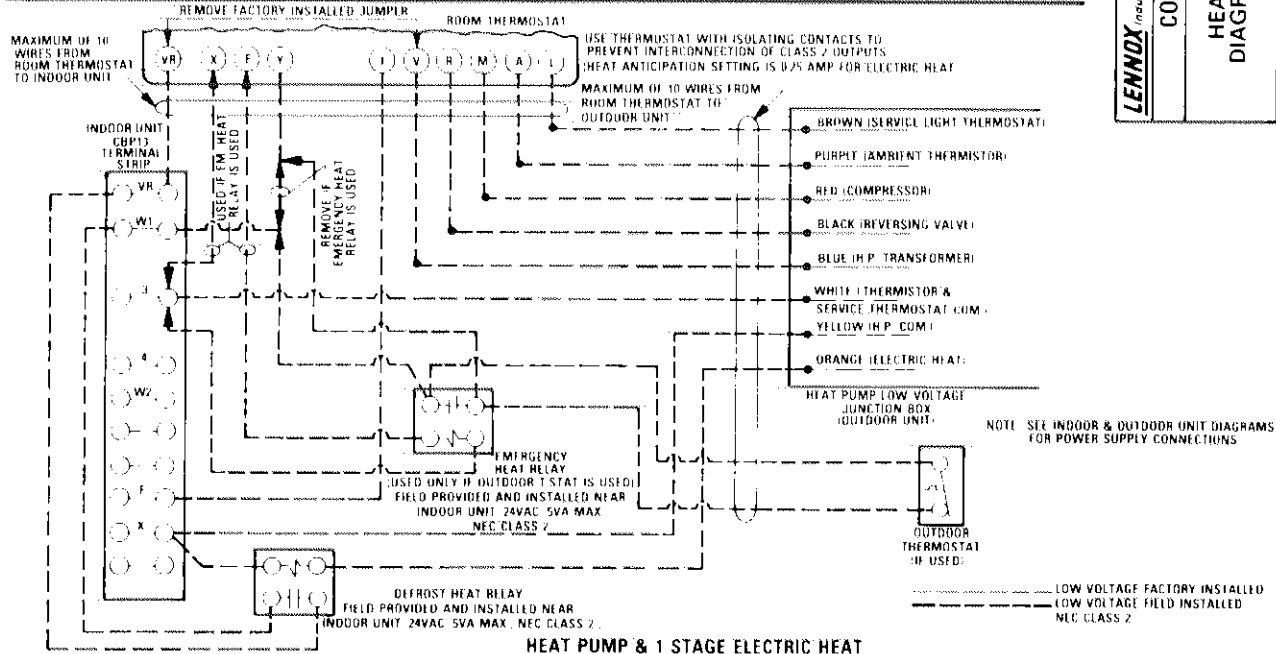 REMOVE FACTORY INSTALLED JUMPER
ROOM THERMOSTAT
MAXIMUM OF 10
WIRES FROM
ROOM THERMOSTAT
TO INDOOR UNIT
VR X E Y V R M A L
USE THERMOSTAT WITH ISOLATING CONTACTS TO
PREVENT INTERCONNECTION OF CLASS 2 OUTPUTS
(HEAT ANTICIPATION SETTING IS 0.25 AMP FOR ELECTRIC HEAT
MAXIMUM OF 10 WIRES FROM
ROOM THERMOSTAT TO
OUTDOOR UNIT
LENNOX Indu
CO
HEA
DIAGR
INDOOR UNIT
CBP13
TERMINAL
STRIP
USED IF EM HEAT
RELAY IS USED
REMOVE IF
EMERGENCY HEAT
RELAY IS USED
VR
W1
3
4
W2
F
X
BROWN (SERVICE LIGHT THERMOSTAT)
PURPLE (AMBIENT THERMISTOR)
RED (COMPRESSOR)
BLACK (REVERSING VALVE)
BLUE (H.P. TRANSFORMER)
WHITE (THERMISTOR &
SERVICE THERMOSTAT COM.)
YELLOW (H.P. COM.)
ORANGE (ELECTRIC HEAT)
HEAT PUMP LOW VOLTAGE
JUNCTION BOX
(OUTDOOR UNIT)
NOTE SEE INDOOR & OUTDOOR UNIT DIAGRAMS
FOR POWER SUPPLY CONNECTIONS
EMERGENCY
HEAT RELAY
(USED ONLY IF OUTDOOR T'STAT IS USED)
FIELD PROVIDED AND INSTALLED NEAR
INDOOR UNIT 24VAC 5VA MAX
NEC CLASS 2
OUTDOOR
THERMOSTAT
(IF USED)
DEFROST HEAT RELAY
FIELD PROVIDED AND INSTALLED NEAR
INDOOR UNIT 24VAC 5VA MAX, NEC CLASS 2.
LOW VOLTAGE FACTORY INSTALLED
LOW VOLTAGE FIELD INSTALLED
NEC CLASS 2
HEAT PUMP & 1 STAGE ELECTRIC HEAT